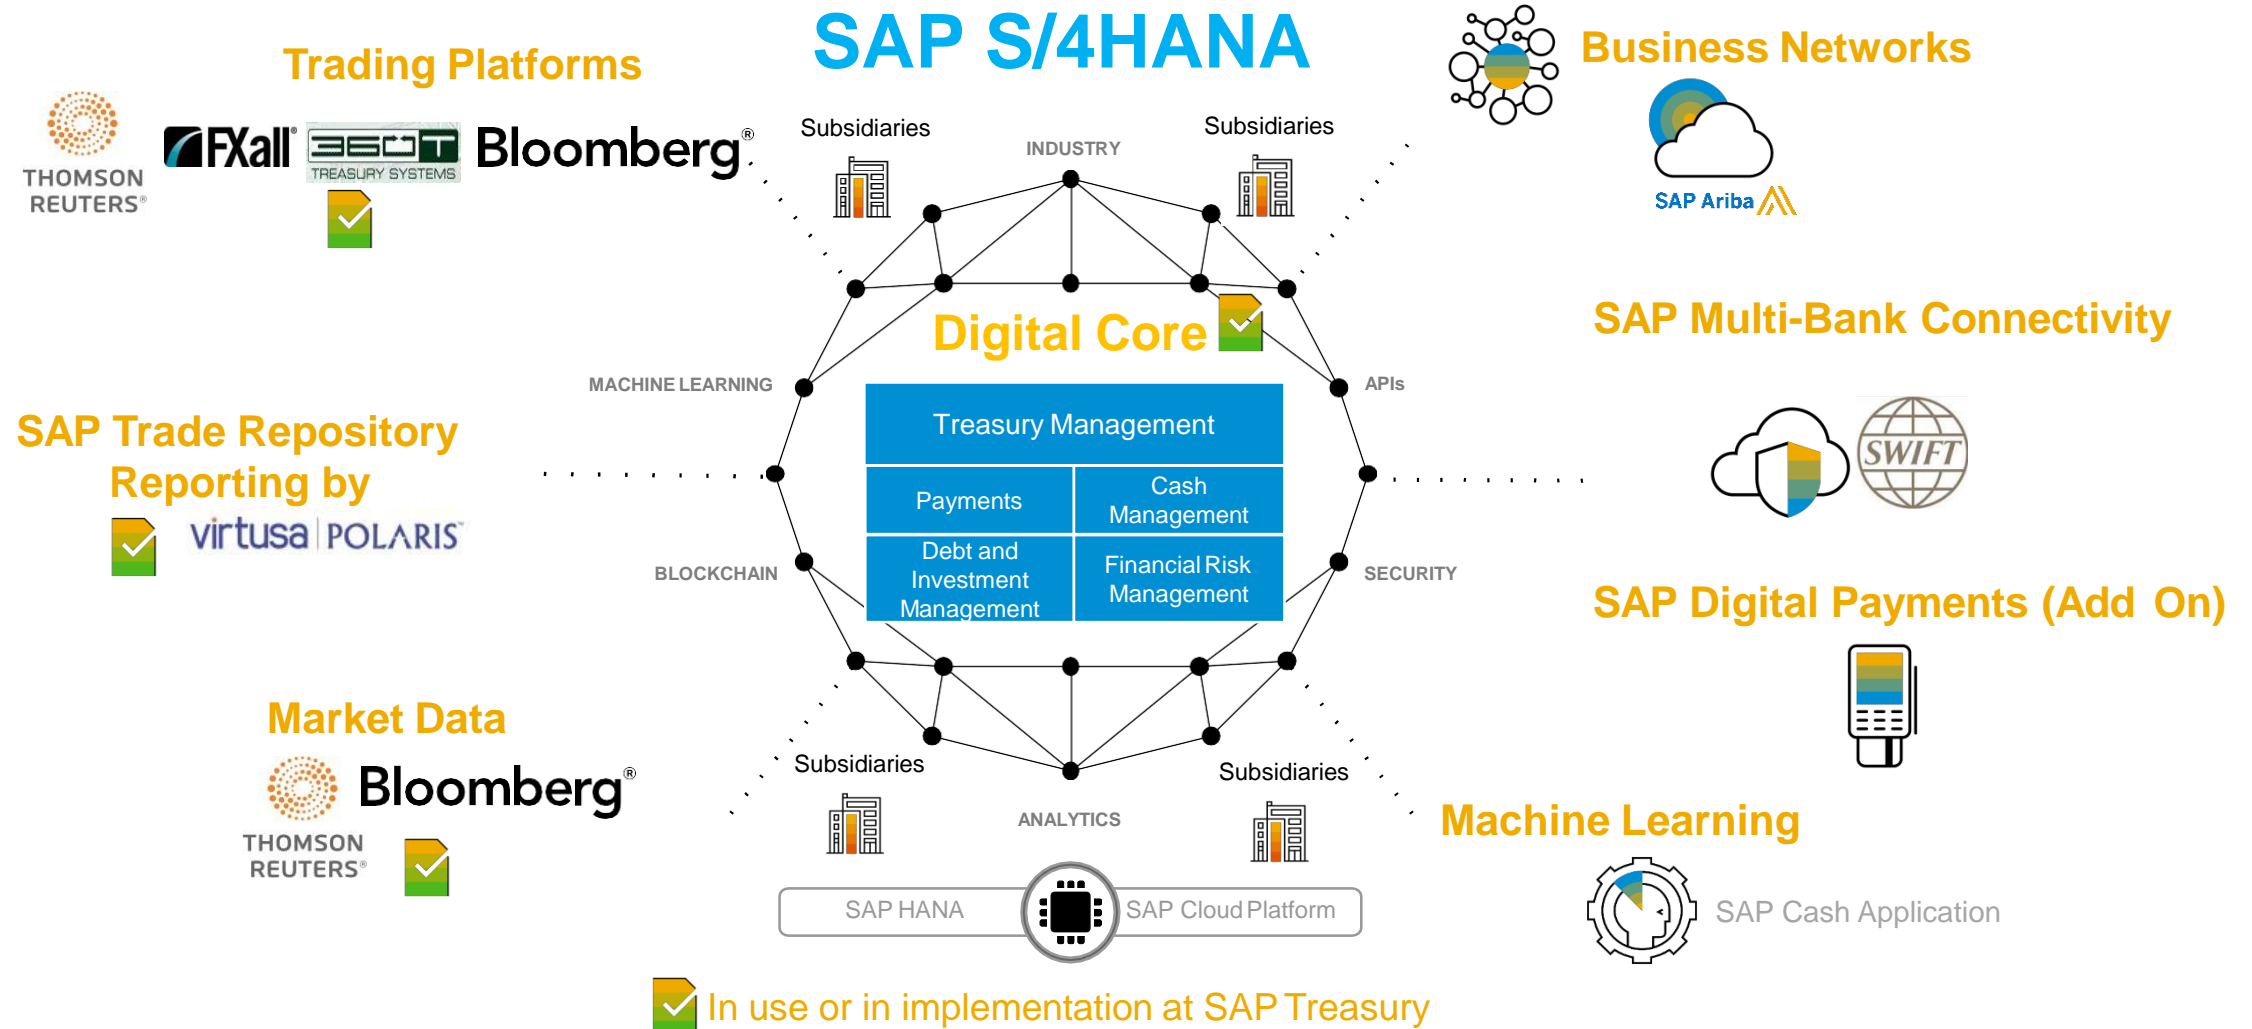 SAP S/4HANA
Trading Platforms
THOMSON
REUTERS®
FXall®
360T
TREASURY SYSTEMS
Bloomberg®
Subsidiaries
INDUSTRY
Subsidiaries
Business Networks
SAP Ariba
SAP Multi-Bank Connectivity
SWIFT
Digital Core
MACHINE LEARNING
APIs
Treasury Management
Payments
Cash
Management
Debt and
Investment
Management
Financial Risk
Management
SAP Trade Repository
Reporting by
virtusa | POLARIS™
BLOCKCHAIN
SECURITY
SAP Digital Payments (Add On)
Market Data
THOMSON
REUTERS®
Bloomberg®
Subsidiaries
Subsidiaries
ANALYTICS
Machine Learning
SAP Cash Application
SAP HANA
SAP Cloud Platform
In use or in implementation at SAP Treasury